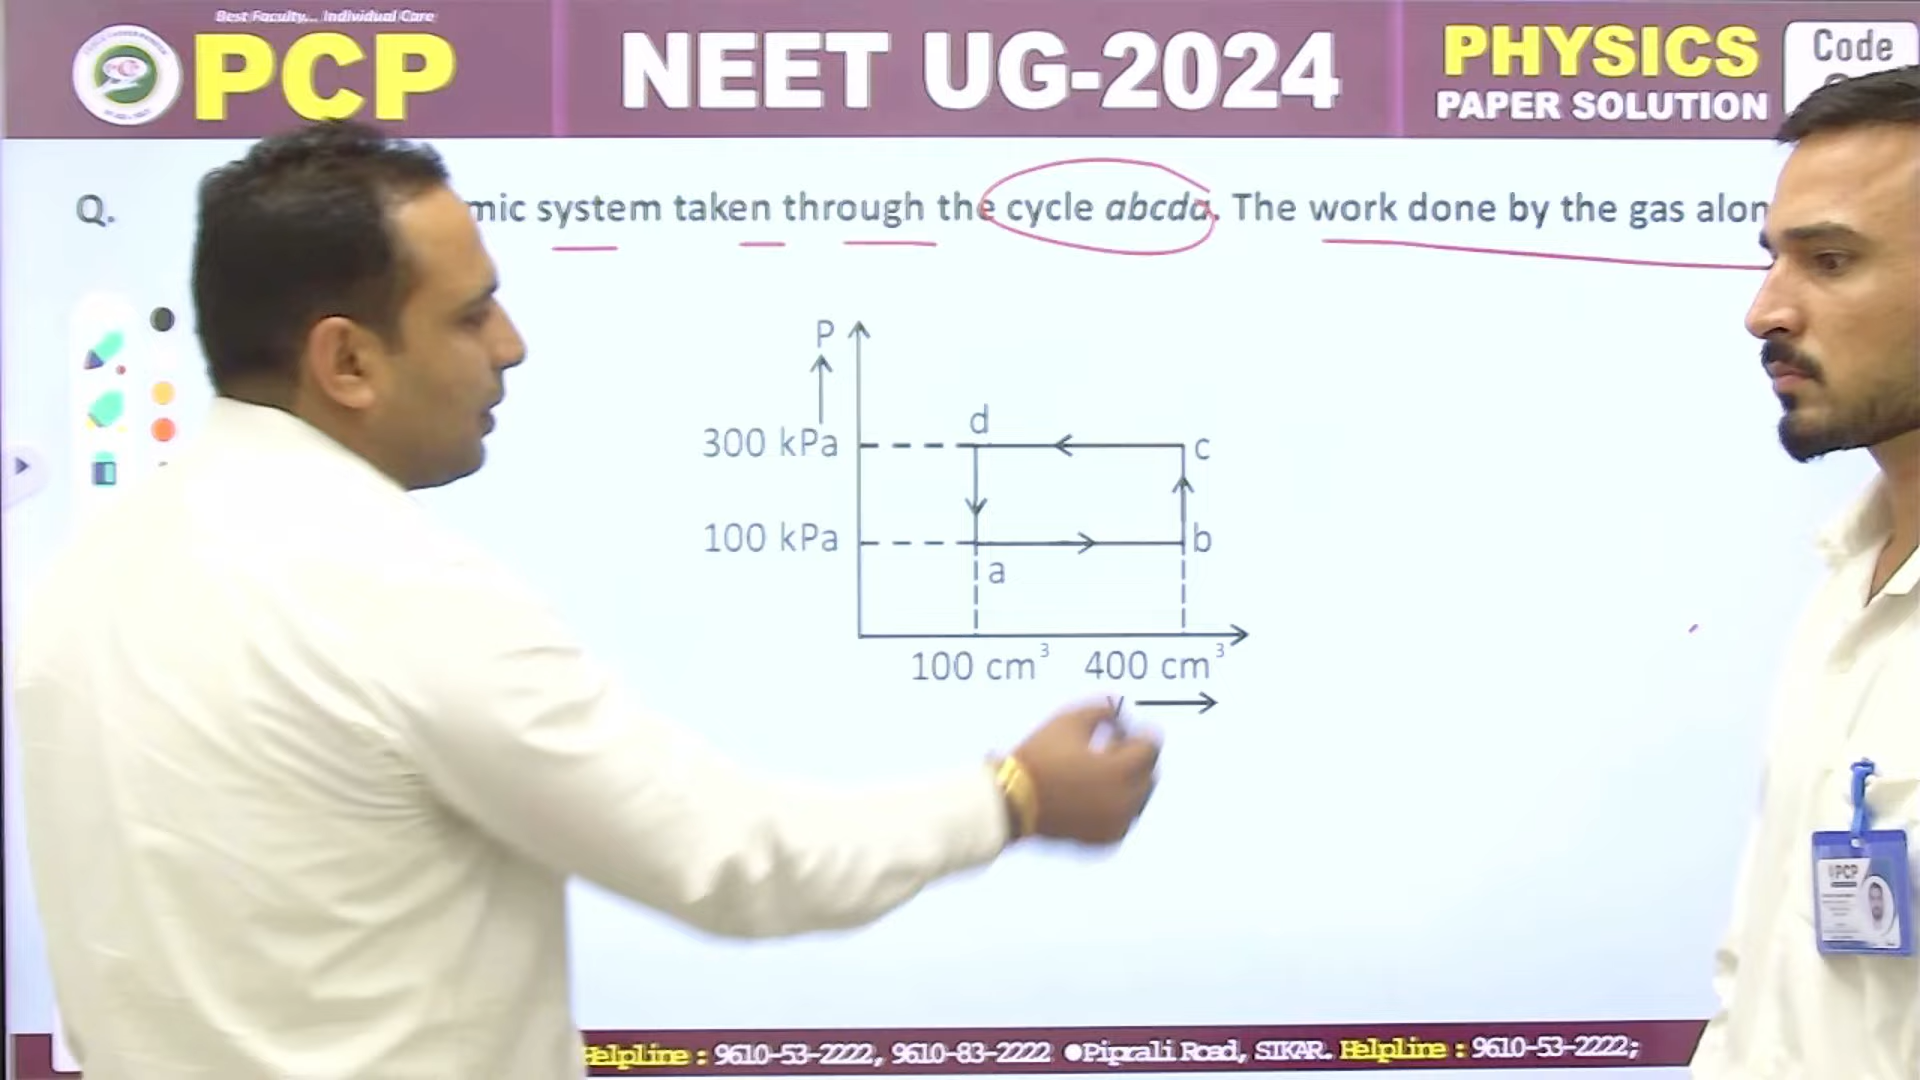 Best Faculty... Individual Care
PCP
NEET UG-2024
PHYSICS
PAPER SOLUTION
Code
Q.
mic system taken through the cycle abcda. The work done by the gas alon
P
d
300 kPa
c
100 kPa
b
a
100 cm³ 400 cm³
V
PCP
Helpline : 9610-53-2222, 9610-83-2222 ●Piprali Road, SIKAR. Helpline : 9610-53-2222;